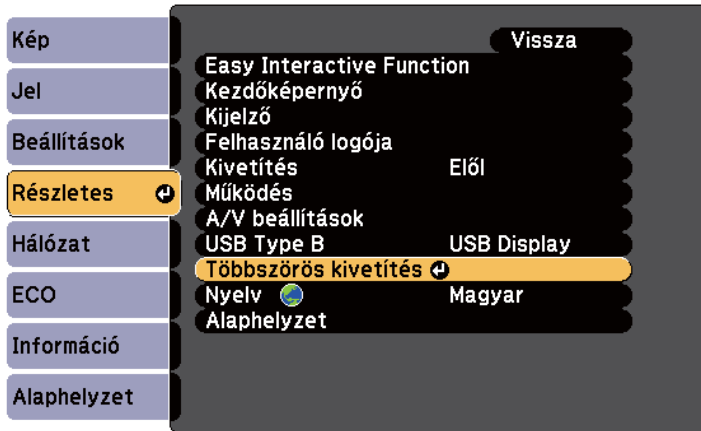 Kép
Jel
Beállítások
Részletes
Hálózat
ECO
Információ
Alaphelyzet
Vissza
Easy Interactive Function
Kezdőképernyő
Kijelző
Felhasználó logója
Kivetítés Elől
Működés
A/V beállítások
USB Type B USB Display
Többszörös kivetítés
Nyelv Magyar
Alaphelyzet